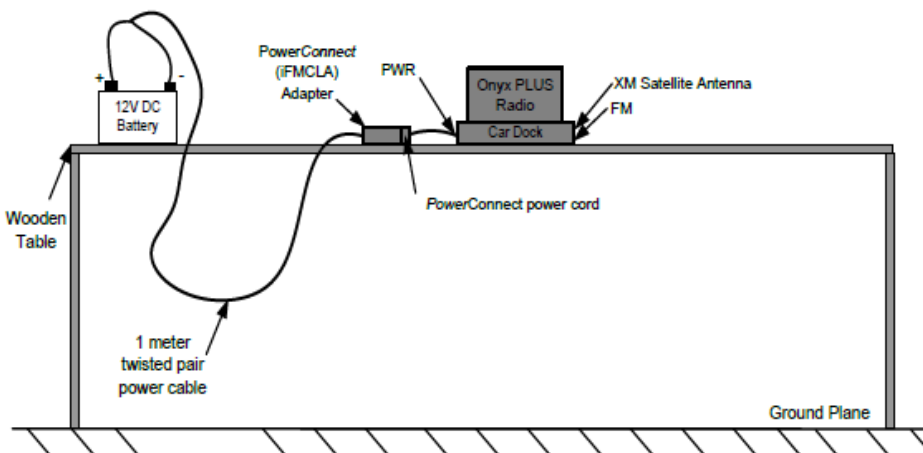 PowerConnect
(iFMCLA)
Adapter
PWR
Onyx PLUS
Radio
XM Satellite Antenna
FM
Car Dock
+
-
12V DC
Battery
PowerConnect power cord
Wooden
Table
1 meter
twisted pair
power cable
Ground Plane